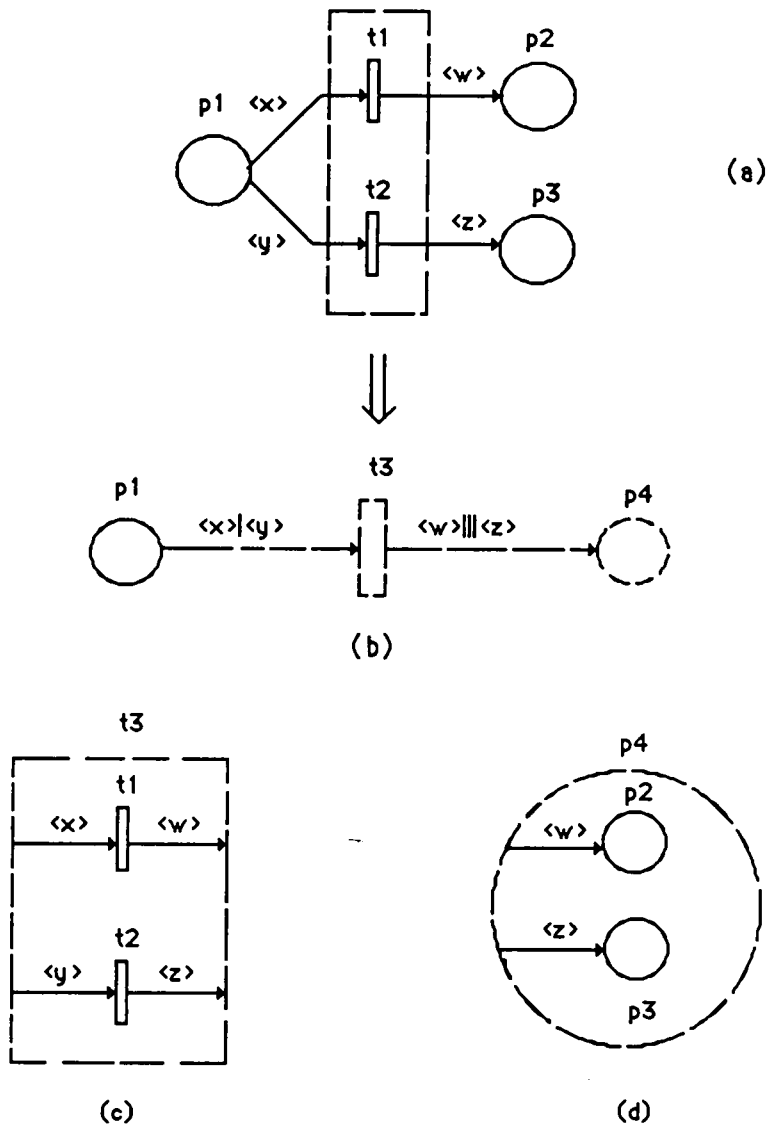 t1
p2
<w>
<x>
p1
(a)
t2
p3
<z>
<y>
t3
p1
p4
<x>|<y>
<w>|||<z>
(b)
t3
t1
<x>
<w>
t2
<y>
<z>
(c)
p4
p2
<w>
<z>
p3
(d)